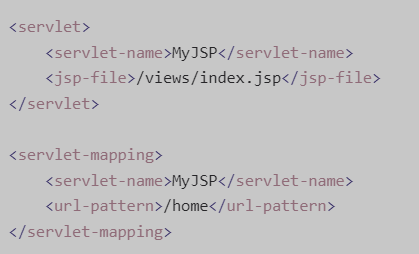 <servlet>
    <servlet-name>MyJSP</servlet-name>
    <jsp-file>/views/index.jsp</jsp-file>
</servlet>

<servlet-mapping>
    <servlet-name>MyJSP</servlet-name>
    <url-pattern>/home</url-pattern>
</servlet-mapping>